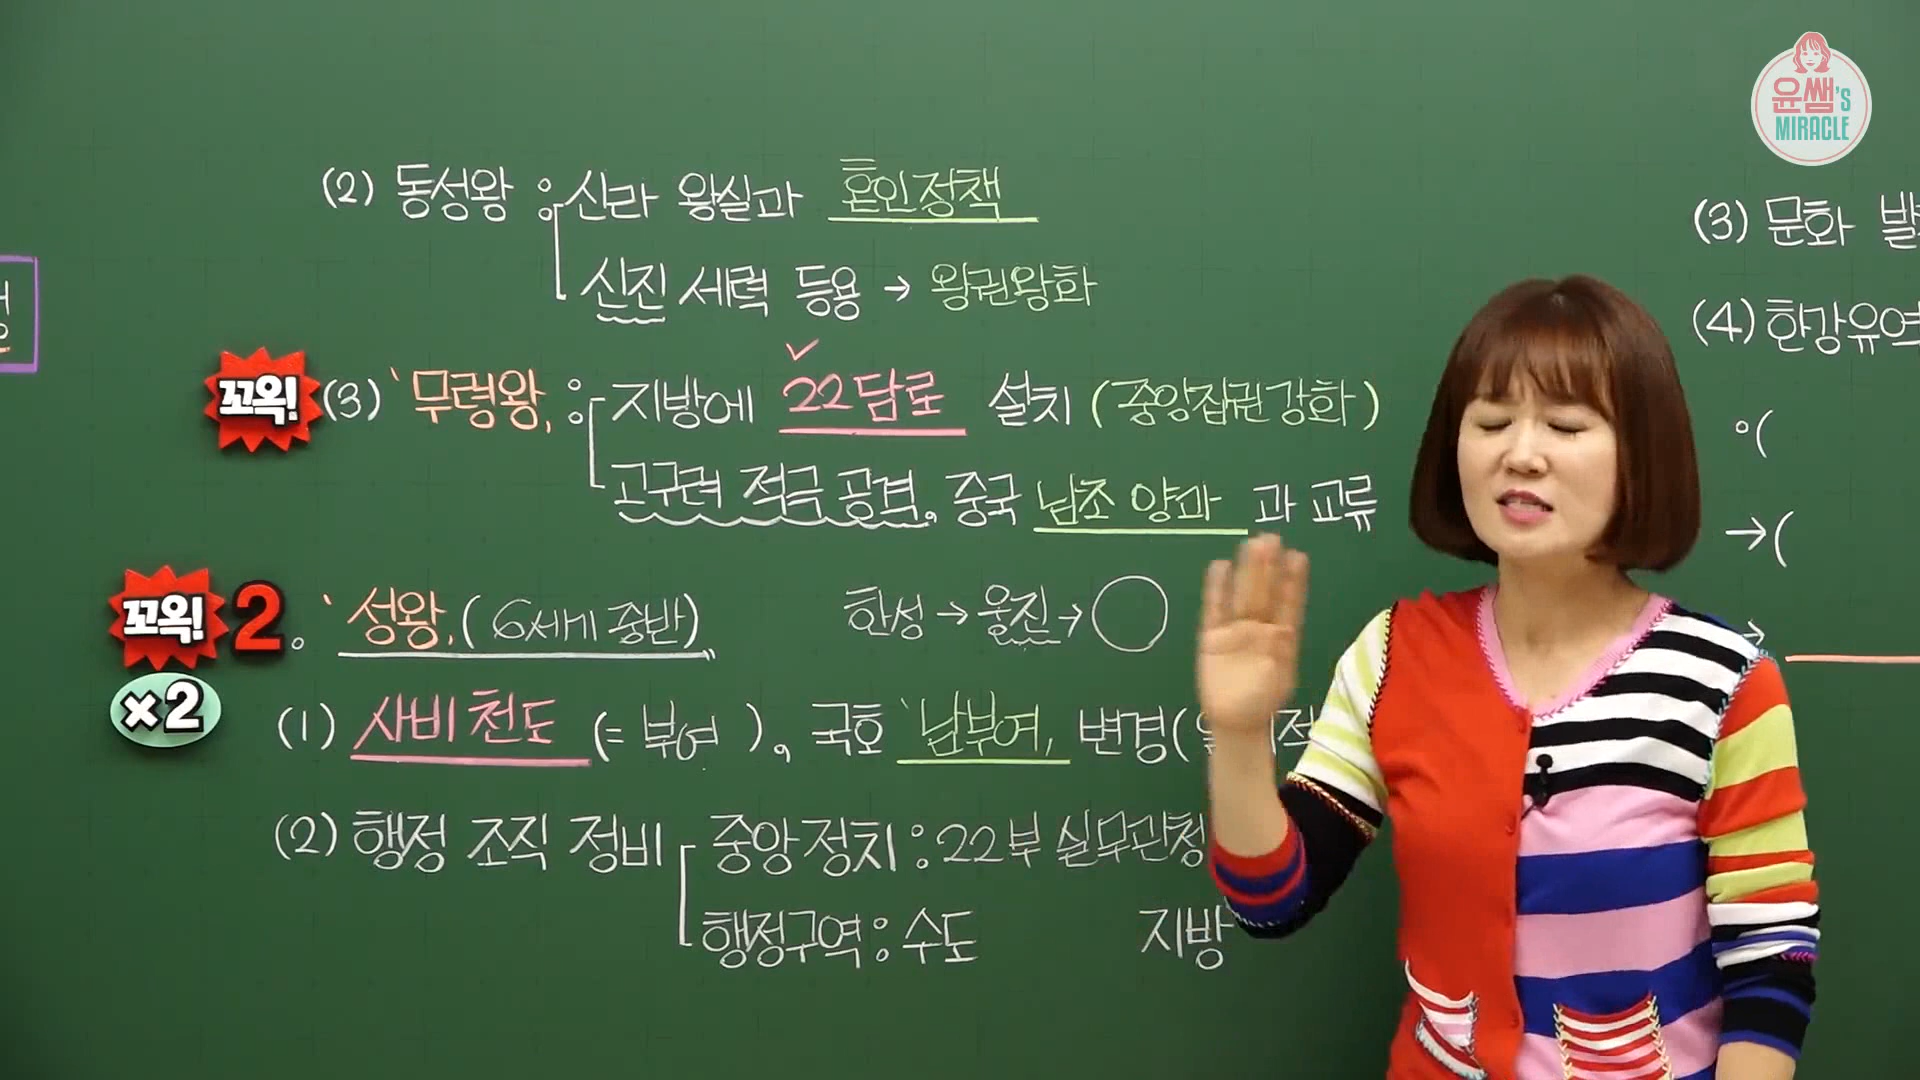 윤쌤's
MIRACLE
(2) 동성왕 : 신라 왕실과 혼인정책
신진 세력 등용 → 왕권왕화
꼬옥! (3) '무령왕, : 지방에 22담로 설치 (중앙집권강화)
고구려 적극 공격, 중국 남조 양과 과 교류
꼬옥! 2. '성왕, (6세기 중반) 한성 → 웅진 → ○
×2
(1) 사비천도 (= 부여), 국호 '남부여, 변경(
(2) 행정 조직 정비 중앙정치 : 22부 실무관청
행정구역 : 수도 지방
(3) 문화
(4) 한강유역
(
→(
→